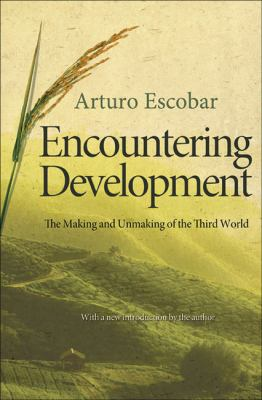 Arturo Escobar
Encountering
Development
The Making and Unmaking of the Third World
With a new introduction by the author